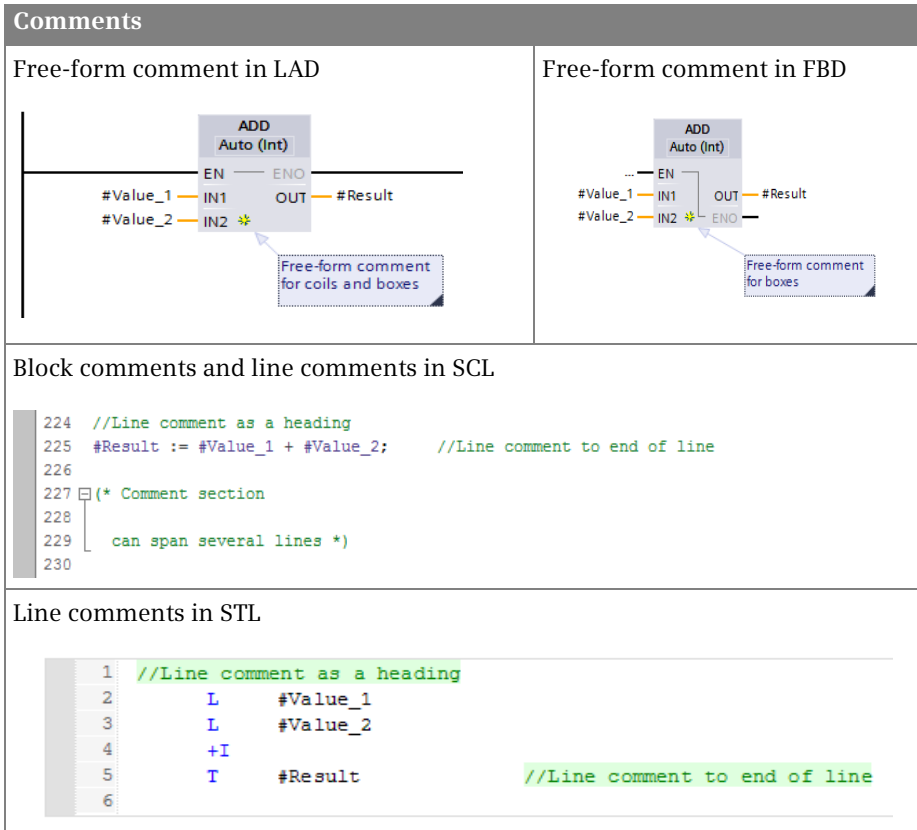 Comments
Free-form comment in LAD
ADD
Auto (Int)
EN ENO
#Value_1 IN1 OUT #Result
#Value_2 IN2
Free-form comment
for coils and boxes
Free-form comment in FBD
ADD
Auto (Int)
... EN
#Value_1 IN1 OUT #Result
#Value_2 IN2 ENO
Free-form comment
for boxes
Block comments and line comments in SCL
224 //Line comment as a heading
225 #Result := #Value_1 + #Value_2; //Line comment to end of line
226
227 (* Comment section
228
229 can span several lines *)
230
Line comments in STL
1 //Line comment as a heading
2 L #Value_1
3 L #Value_2
4 +I
5 T #Result //Line comment to end of line
6